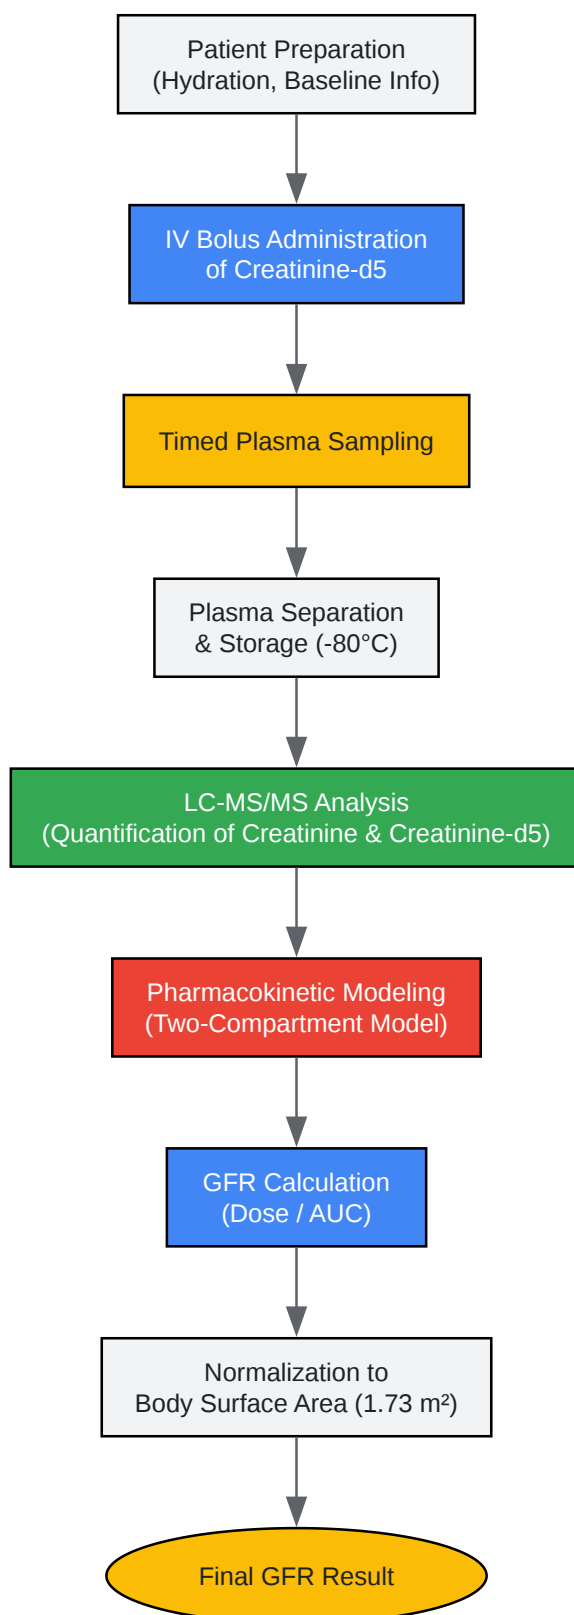 Patient Preparation
(Hydration, Baseline Info)
IV Bolus Administration
of Creatinine-d5
Timed Plasma Sampling
Plasma Separation
& Storage (-80°C)
LC-MS/MS Analysis
(Quantification of Creatinine & Creatinine-d5)
Pharmacokinetic Modeling
(Two-Compartment Model)
GFR Calculation
(Dose / AUC)
Normalization to
Body Surface Area (1.73 m²)
Final GFR Result